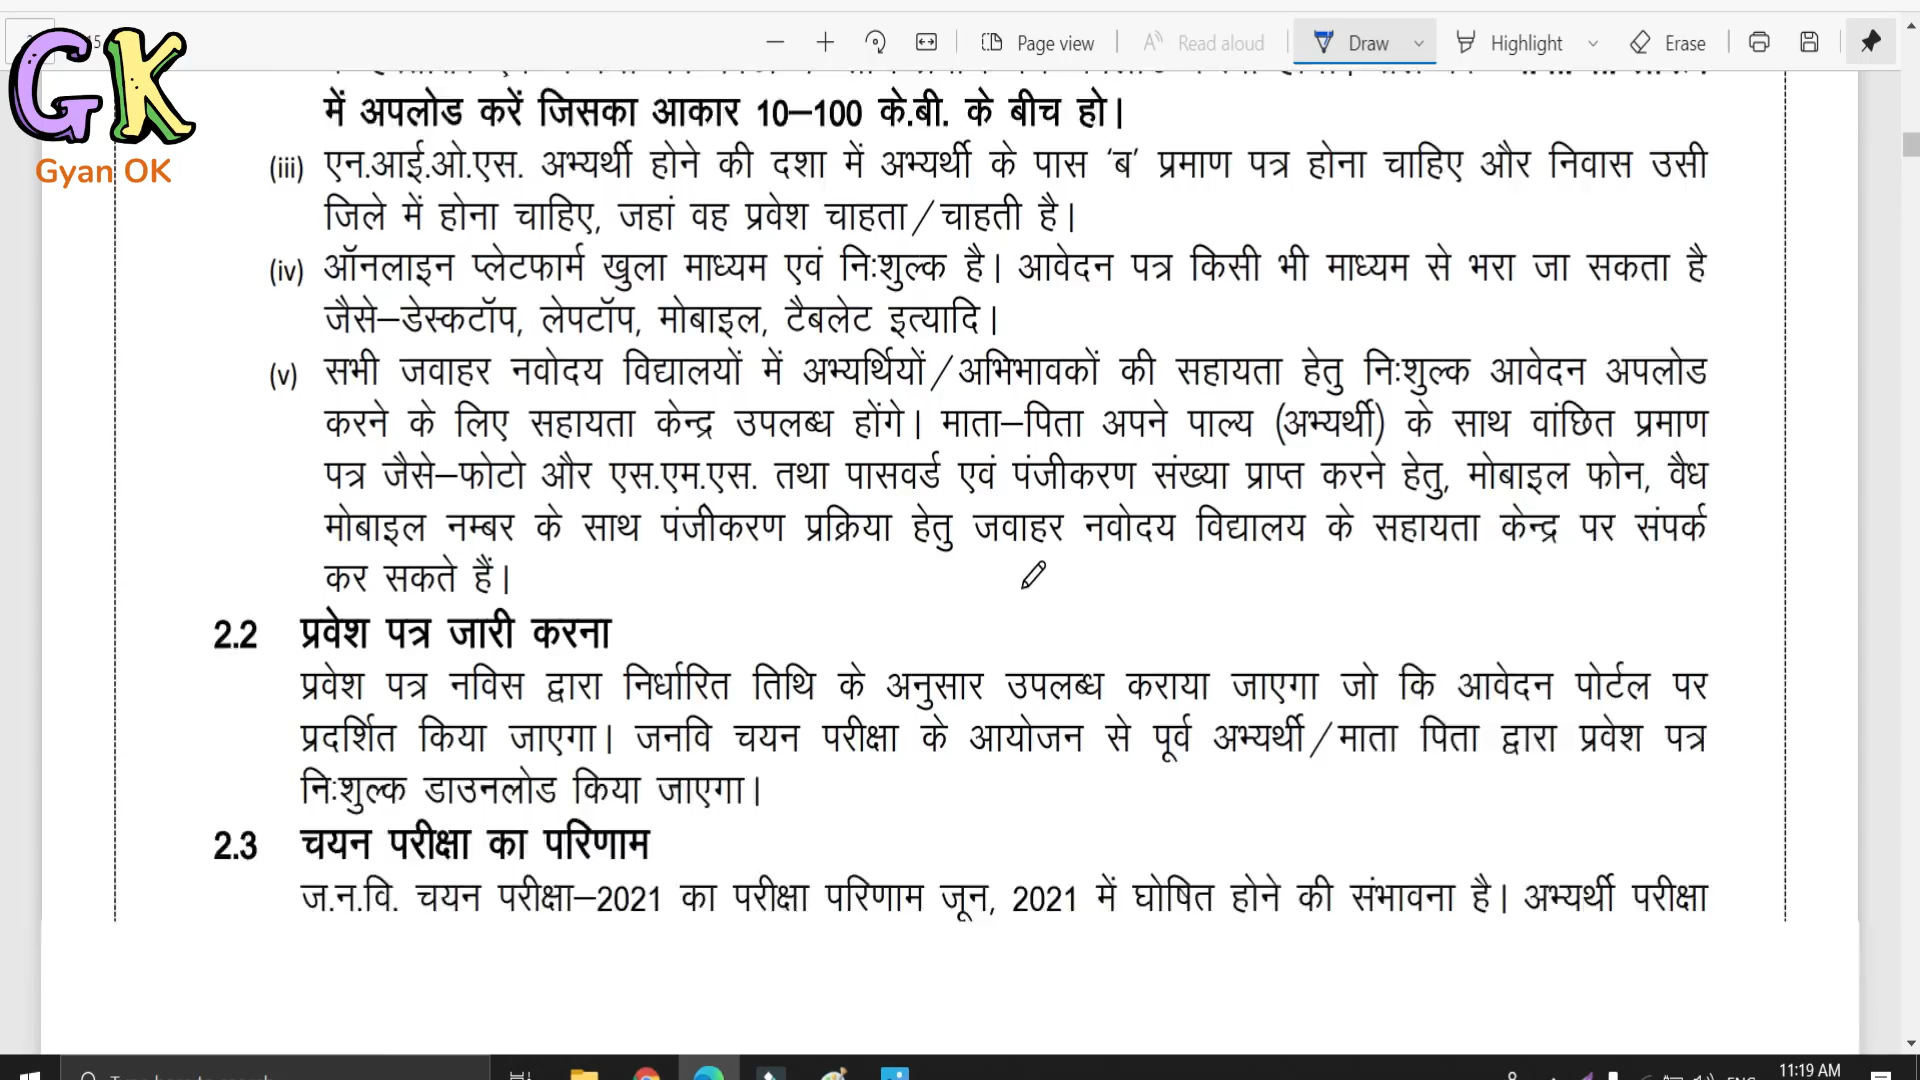 GK
Gyan OK
15
Page view
Read aloud
Draw
Highlight
Erase
में अपलोड करें जिसका आकार 10–100 के.बी. के बीच हो।
(iii) एन.आई.ओ.एस. अभ्यर्थी होने की दशा में अभ्यर्थी के पास ‘ब’ प्रमाण पत्र होना चाहिए और निवास उसी
जिले में होना चाहिए, जहां वह प्रवेश चाहता/चाहती है।
(iv) ऑनलाइन प्लेटफार्म खुला माध्यम एवं निःशुल्क है। आवेदन पत्र किसी भी माध्यम से भरा जा सकता है
जैसे–डेस्कटॉप, लेपटॉप, मोबाइल, टैबलेट इत्यादि।
(v) सभी जवाहर नवोदय विद्यालयों में अभ्यर्थियों/अभिभावकों की सहायता हेतु निःशुल्क आवेदन अपलोड
करने के लिए सहायता केन्द्र उपलब्ध होंगे। माता–पिता अपने पाल्य (अभ्यर्थी) के साथ वांछित प्रमाण
पत्र जैसे–फोटो और एस.एम.एस. तथा पासवर्ड एवं पंजीकरण संख्या प्राप्त करने हेतु, मोबाइल फोन, वैध
मोबाइल नम्बर के साथ पंजीकरण प्रक्रिया हेतु जवाहर नवोदय विद्यालय के सहायता केन्द्र पर संपर्क
कर सकते हैं।
2.2 प्रवेश पत्र जारी करना
प्रवेश पत्र नविस द्वारा निर्धारित तिथि के अनुसार उपलब्ध कराया जाएगा जो कि आवेदन पोर्टल पर
प्रदर्शित किया जाएगा। जनवि चयन परीक्षा के आयोजन से पूर्व अभ्यर्थी/माता पिता द्वारा प्रवेश पत्र
निःशुल्क डाउनलोड किया जाएगा।
2.3 चयन परीक्षा का परिणाम
ज.न.वि. चयन परीक्षा–2021 का परीक्षा परिणाम जून, 2021 में घोषित होने की संभावना है। अभ्यर्थी परीक्षा
11:19 AM